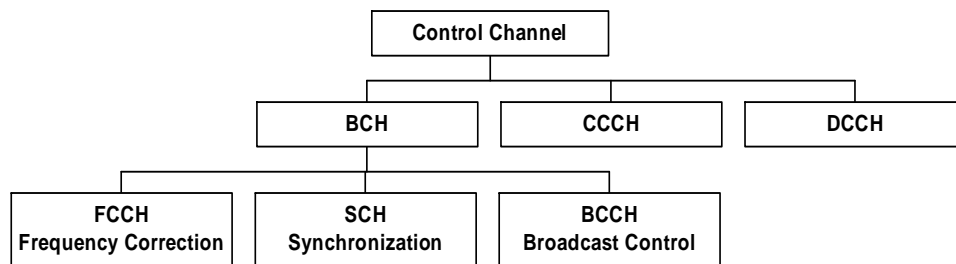 Control Channel
BCH
CCCH
DCCH
FCCH
Frequency Correction
SCH
Synchronization
BCCH
Broadcast Control